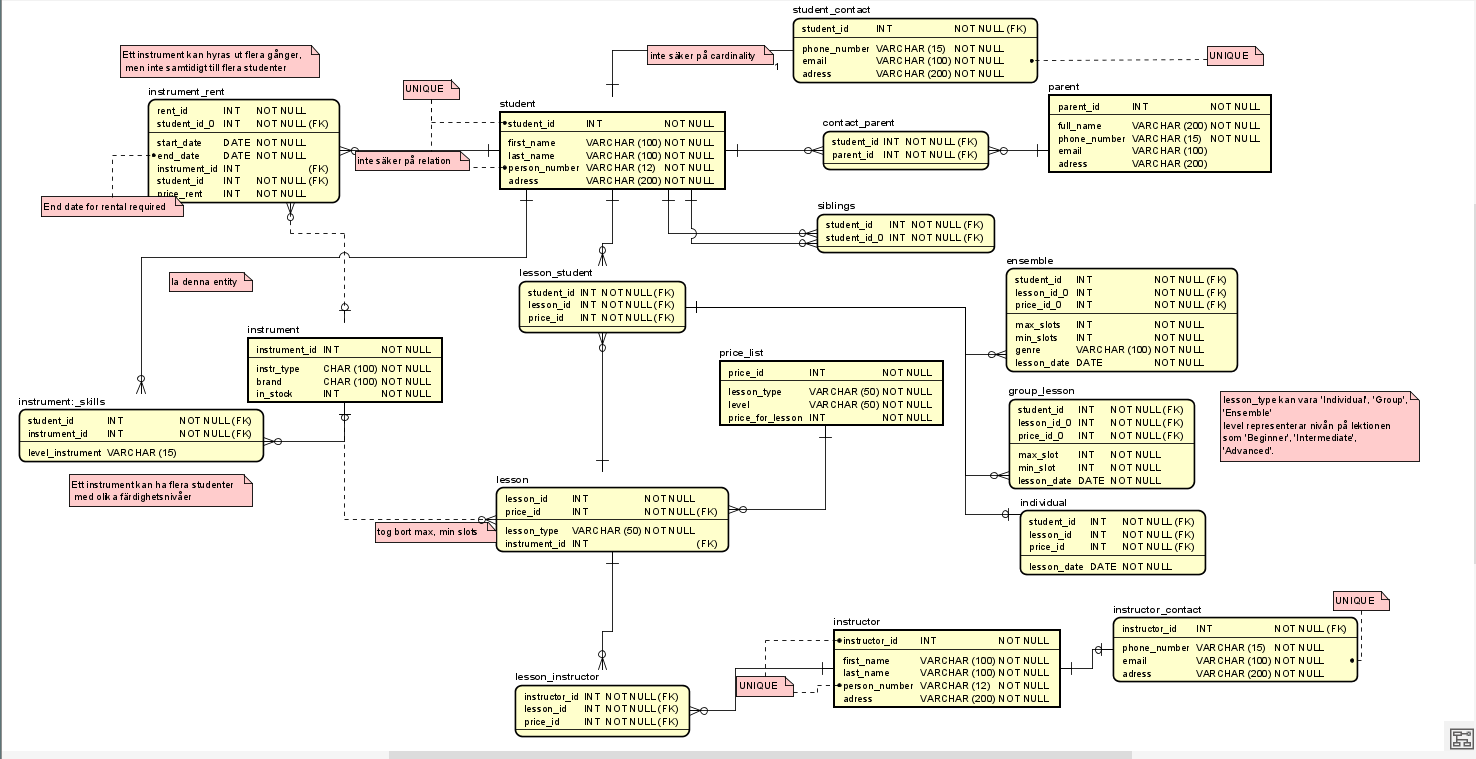 student_contact
student_id INT NOT NULL (FK)
phone_number VARCHAR (15) NOT NULL
email VARCHAR (100) NOT NULL
adress VARCHAR (200) NOT NULL
inte säker på cardinality
1
UNIQUE
Ett instrument kan hyras ut flera gånger,
men inte samtidigt till flera studenter
instrument_rent
rent_id INT NOT NULL
student_id_0 INT NOT NULL (FK)
start_date DATE NOT NULL
end_date DATE NOT NULL
instrument_id INT (FK)
student_id INT NOT NULL (FK)
price_rent INT NOT NULL
End date for rental required
UNIQUE
inte säker på relation
student
student_id INT NOT NULL
first_name VARCHAR (100) NOT NULL
last_name VARCHAR (100) NOT NULL
person_number VARCHAR (12) NOT NULL
adress VARCHAR (200) NOT NULL
contact_parent
student_id INT NOT NULL (FK)
parent_id INT NOT NULL (FK)
parent
parent_id INT NOT NULL
full_name VARCHAR (200) NOT NULL
phone_number VARCHAR (15) NOT NULL
email VARCHAR (100)
adress VARCHAR (200)
siblings
student_id INT NOT NULL (FK)
student_id_0 INT NOT NULL (FK)
la denna entity
lesson_student
student_id INT NOT NULL (FK)
lesson_id INT NOT NULL (FK)
price_id INT NOT NULL (FK)
ensemble
student_id INT NOT NULL (FK)
lesson_id_0 INT NOT NULL (FK)
price_id_0 INT NOT NULL (FK)
max_slots INT NOT NULL
min_slots INT NOT NULL
genre VARCHAR (100) NOT NULL
lesson_date DATE NOT NULL
instrument
instrument_id INT NOT NULL
instr_type CHAR (100) NOT NULL
brand CHAR (100) NOT NULL
in_stock INT NOT NULL
price_list
price_id INT NOT NULL
lesson_type VARCHAR (50) NOT NULL
level VARCHAR (50) NOT NULL
price_for_lesson INT NOT NULL
group_lesson
student_id INT NOT NULL (FK)
lesson_id_0 INT NOT NULL (FK)
price_id_0 INT NOT NULL (FK)
max_slot INT NOT NULL
min_slot INT NOT NULL
lesson_date DATE NOT NULL
lesson_type kan vara 'Individual', 'Group',
'Ensemble'
level representerar nivån på lektionen
som 'Beginner', 'Intermediate',
'Advanced'.
instrument:_skills
student_id INT NOT NULL (FK)
instrument_id INT NOT NULL (FK)
level_instrument VARCHAR (15)
Ett instrument kan ha flera studenter
med olika färdighetsnivåer
lesson
lesson_id INT NOT NULL
price_id INT NOT NULL (FK)
lesson_type VARCHAR (50) NOT NULL
instrument_id INT (FK)
tog bort max, min slots
individual
student_id INT NOT NULL (FK)
lesson_id INT NOT NULL (FK)
price_id INT NOT NULL (FK)
lesson_date DATE NOT NULL
lesson_instructor
instructor_id INT NOT NULL (FK)
lesson_id INT NOT NULL (FK)
price_id INT NOT NULL (FK)
UNIQUE
instructor
instructor_id INT NOT NULL
first_name VARCHAR (100) NOT NULL
last_name VARCHAR (100) NOT NULL
person_number VARCHAR (12) NOT NULL
adress VARCHAR (200) NOT NULL
UNIQUE
instructor_contact
instructor_id INT NOT NULL (FK)
phone_number VARCHAR (15) NOT NULL
email VARCHAR (100) NOT NULL
adress VARCHAR (200) NOT NULL